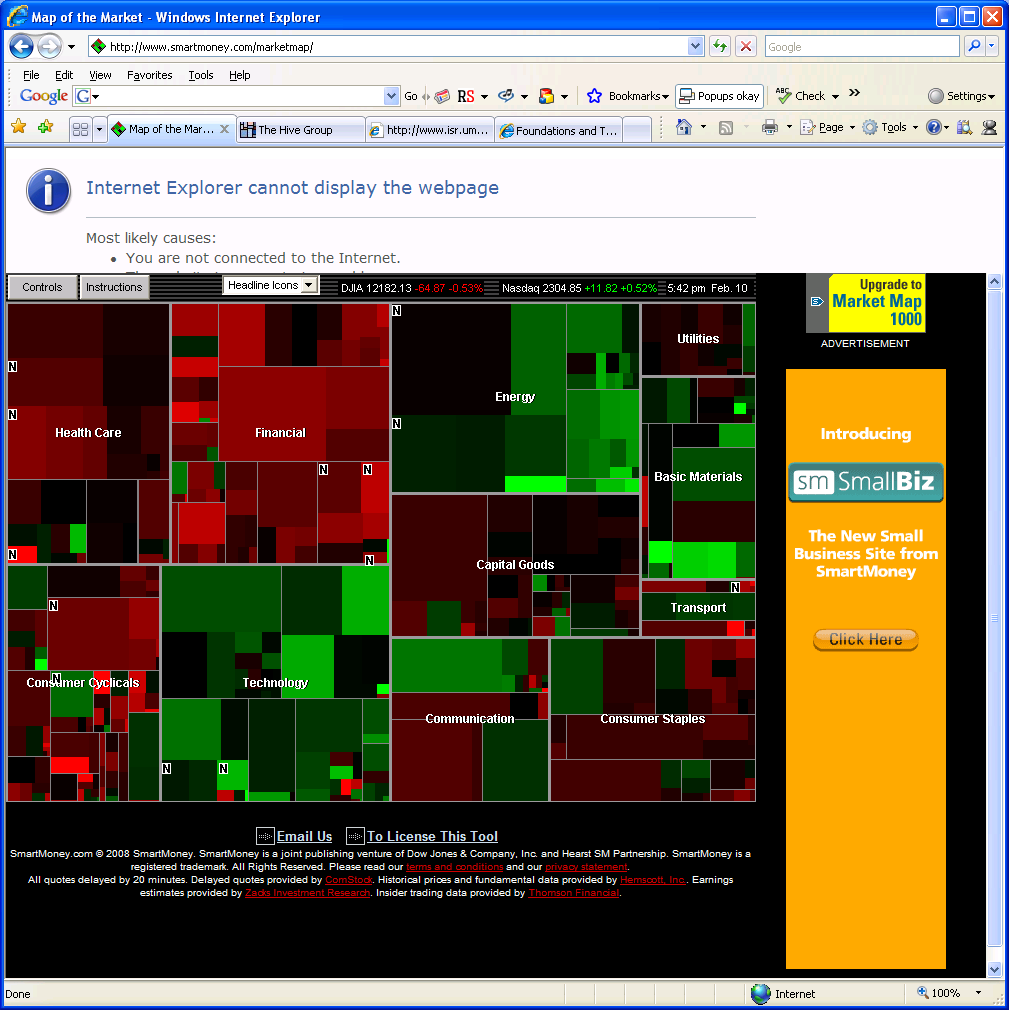 Map of the Market - Windows Internet Explorer
http://www.smartmoney.com/marketmap/
Google
File Edit View Favorites Tools Help
Google G Go RS Bookmarks Popups okay ABC Check Settings
Map of the Mar... The Hive Group http://www.isr.um... Foundations and T... Page Tools
Internet Explorer cannot display the webpage
Most likely causes:
You are not connected to the Internet.
Controls Instructions Headline Icons DJIA 12182.13 -64.87 -0.53% Nasdaq 2304.85 +11.82 +0.52% 5:42 pm Feb. 10
Upgrade to
Market Map
1000
ADVERTISEMENT
N
N
N
N
N
N
N
N
N
N
N
N
N
Health Care
Financial
Energy
Utilities
Basic Materials
Capital Goods
Transport
Consumer Cyclicals
Technology
Communication
Consumer Staples
Introducing
sm SmallBiz
The New Small
Business Site from
SmartMoney
Click Here
Email Us To License This Tool
SmartMoney.com © 2008 SmartMoney. SmartMoney is a joint publishing venture of Dow Jones & Company, Inc. and Hearst SM Partnership. SmartMoney is a
registered trademark. All Rights Reserved. Please read our terms and conditions and our privacy statement.
All quotes delayed by 20 minutes. Delayed quotes provided by ComStock. Historical prices and fundamental data provided by Hemscott, Inc.. Earnings
estimates provided by Zacks Investment Research. Insider trading data provided by Thomson Financial.
Done Internet 100%